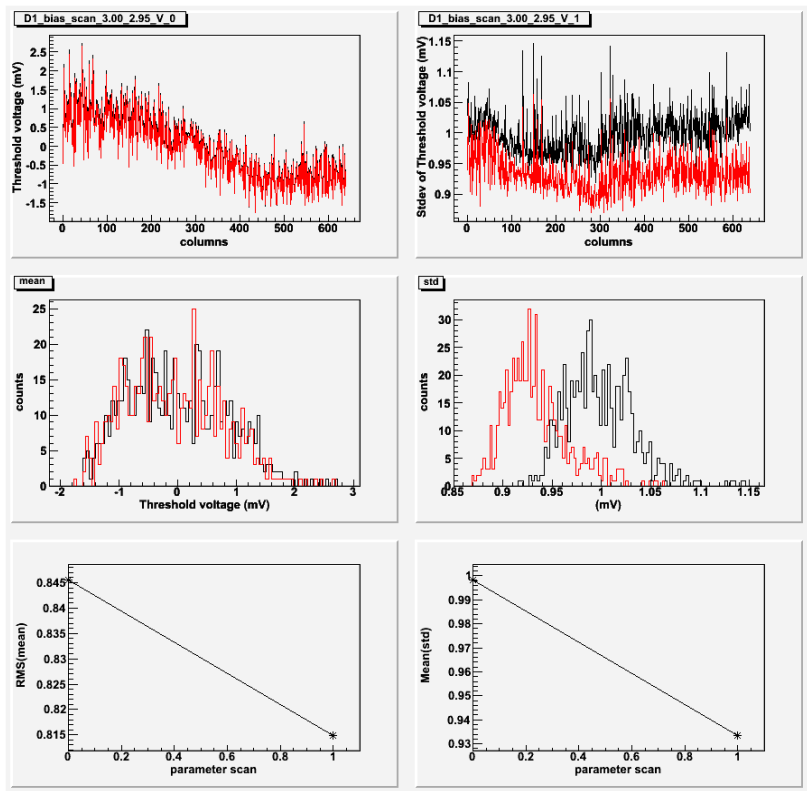 D1_bias_scan_3.00_2.95_V_0
Threshold voltage (mV)
2.5
2
1.5
1
0.5
0
-0.5
-1
-1.5
0 100 200 300 400 500 600
columns
D1_bias_scan_3.00_2.95_V_1
Stdev of Threshold voltage (mV)
1.15
1.1
1.05
1
0.95
0.9
0 100 200 300 400 500 600
columns
mean
counts
25
20
15
10
5
0
-2 -1 0 1 2 3
Threshold voltage (mV)
std
counts
30
25
20
15
10
5
0
0.85 0.9 0.95 1 1.05 1.1 1.15
(mV)
RMS(mean)
0.845
0.84
0.835
0.83
0.825
0.82
0.815
0 0.2 0.4 0.6 0.8 1
parameter scan
Mean(std)
1
0.99
0.98
0.97
0.96
0.95
0.94
0.93
0 0.2 0.4 0.6 0.8 1
parameter scan